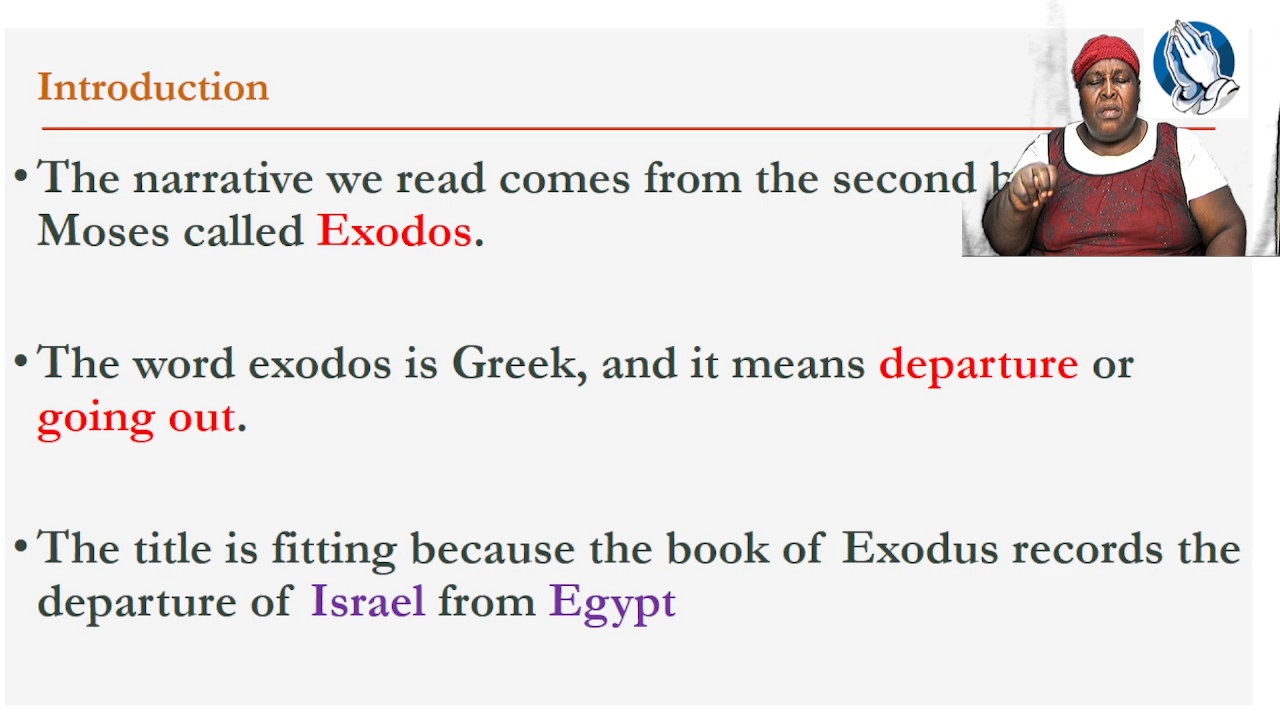 Introduction
• The narrative we read comes from the second
Moses called Exodos.
• The word exodos is Greek, and it means departure or
going out.
• The title is fitting because the book of Exodus records the
departure of Israel from Egypt